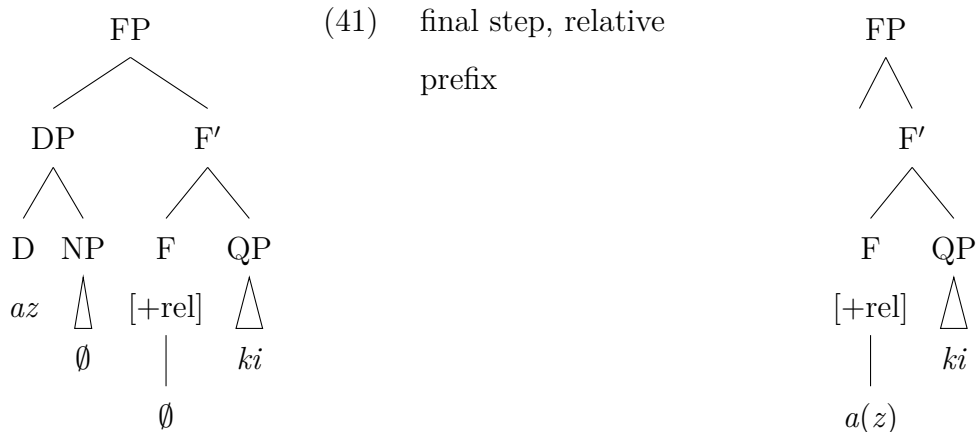 FP (41) final step, relative FP
prefix
DP F′ F′
D NP F QP F QP
az [+rel] [+rel]
∅ ki ki
∅ a(z)